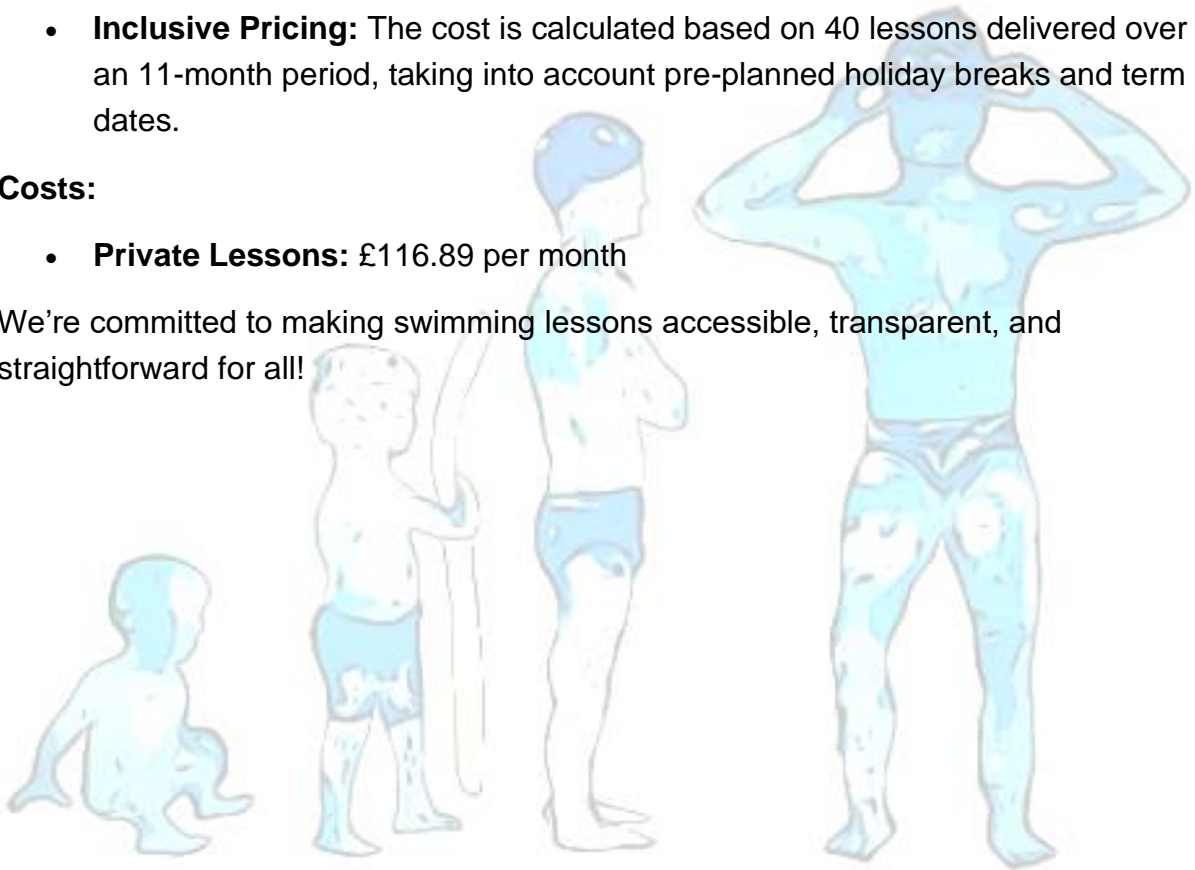 • Inclusive Pricing: The cost is calculated based on 40 lessons delivered over
an 11-month period, taking into account pre-planned holiday breaks and term
dates.
Costs:
• Private Lessons: £116.89 per month
We’re committed to making swimming lessons accessible, transparent, and
straightforward for all!